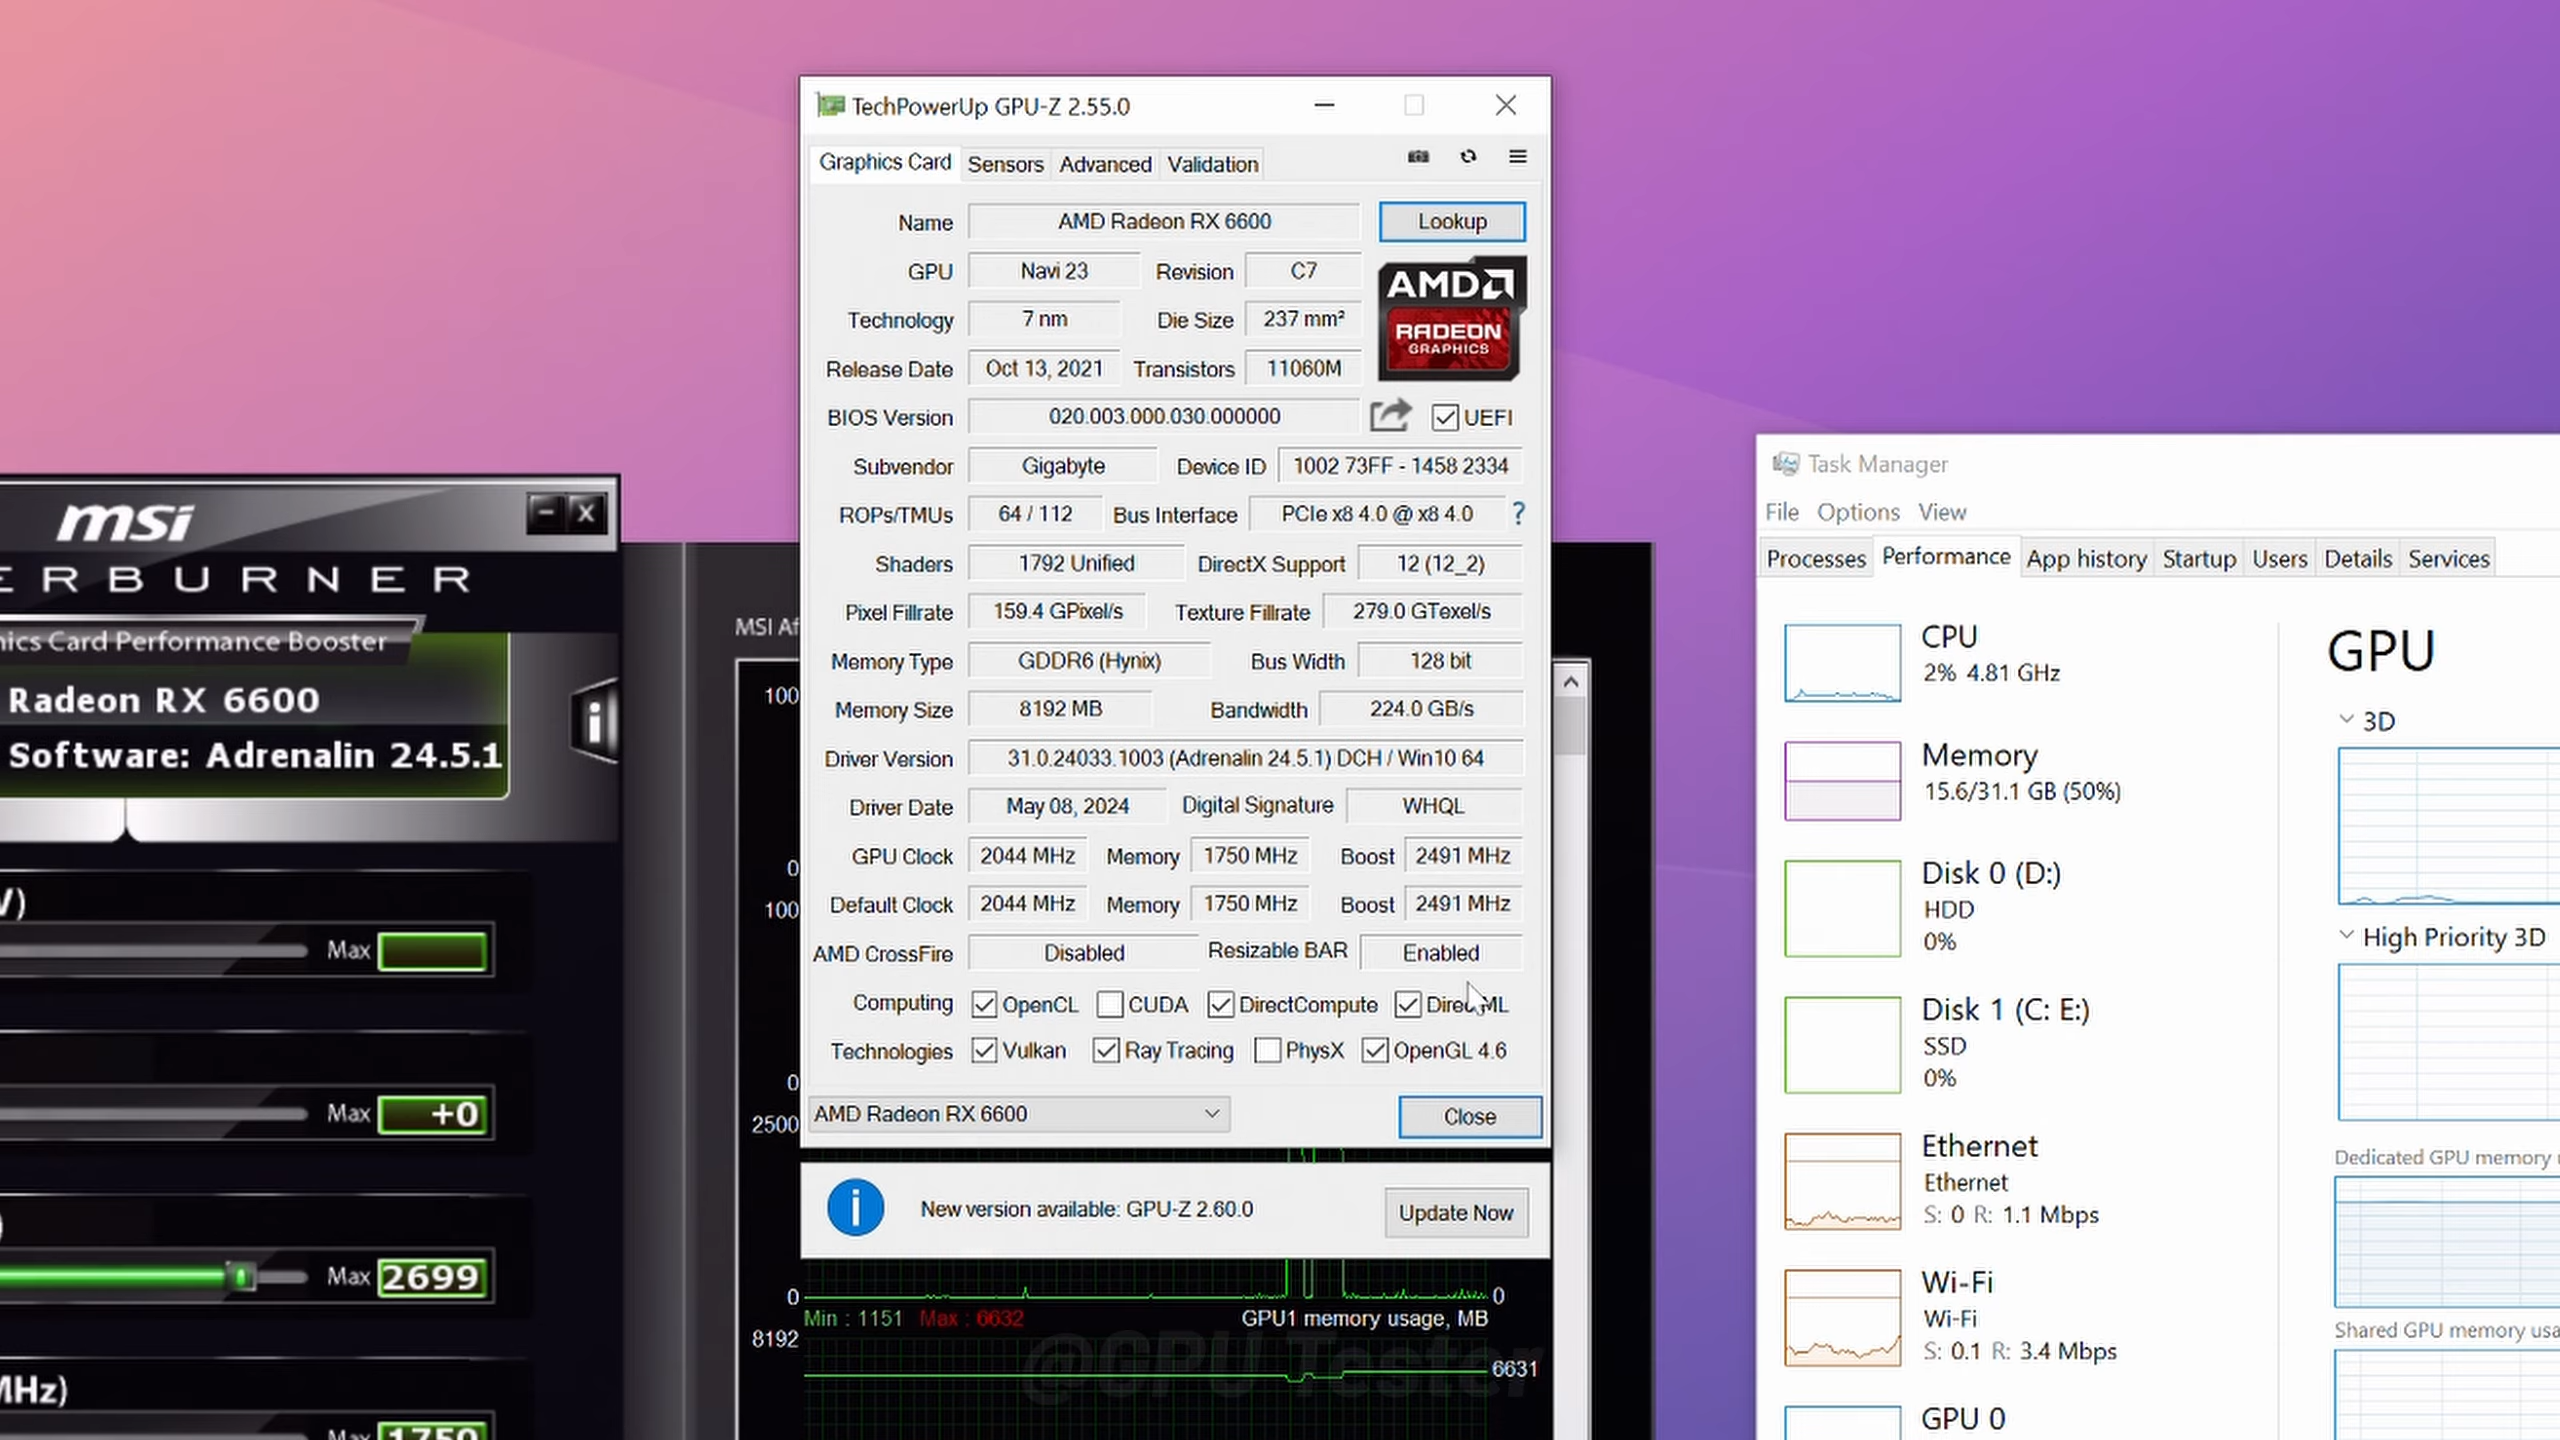 TechPowerUp GPU-Z 2.55.0
Graphics Card Sensors Advanced Validation
Name AMD Radeon RX 6600 Lookup
GPU Navi 23 Revision C7
AMD
RADEON
GRAPHICS
Technology 7 nm Die Size 237 mm²
Release Date Oct 13, 2021 Transistors 11060M
BIOS Version 020.003.000.030.000000 UEFI
Subvendor Gigabyte Device ID 1002 73FF - 1458 2334
ROPs/TMUs 64 / 112 Bus Interface PCIe x8 4.0 @ x8 4.0 ?
Shaders 1792 Unified DirectX Support 12 (12_2)
Pixel Fillrate 159.4 GPixel/s Texture Fillrate 279.0 GTexel/s
Memory Type GDDR6 (Hynix) Bus Width 128 bit
Memory Size 8192 MB Bandwidth 224.0 GB/s
Driver Version 31.0.24033.1003 (Adrenalin 24.5.1) DCH / Win10 64
Driver Date May 08, 2024 Digital Signature WHQL
GPU Clock 2044 MHz Memory 1750 MHz Boost 2491 MHz
Default Clock 2044 MHz Memory 1750 MHz Boost 2491 MHz
AMD CrossFire Disabled Resizable BAR Enabled
Computing OpenCL CUDA DirectCompute DirectML
Technologies Vulkan Ray Tracing PhysX OpenGL 4.6
AMD Radeon RX 6600 Close
New version available: GPU-Z 2.60.0 Update Now
msi
ERBURNER
ics Card Performance Booster
Radeon RX 6600
Software: Adrenalin 24.5.1
i
V)
Max
Max +0
Max 2699
MHz)
Max 1750
MSI Af
100
0
100
0
2500
0 0
Min : 1151 Max : 6632 GPU1 memory usage, MB
8192
6631
@GPU Tester
Task Manager
File Options View
Processes Performance App history Startup Users Details Services
CPU
2% 4.81 GHz
Memory
15.6/31.1 GB (50%)
Disk 0 (D:)
HDD
0%
Disk 1 (C: E:)
SSD
0%
Ethernet
Ethernet
S: 0 R: 1.1 Mbps
Wi-Fi
Wi-Fi
S: 0.1 R: 3.4 Mbps
GPU 0
GPU
3D
High Priority 3D
Dedicated GPU memory u
Shared GPU memory usa